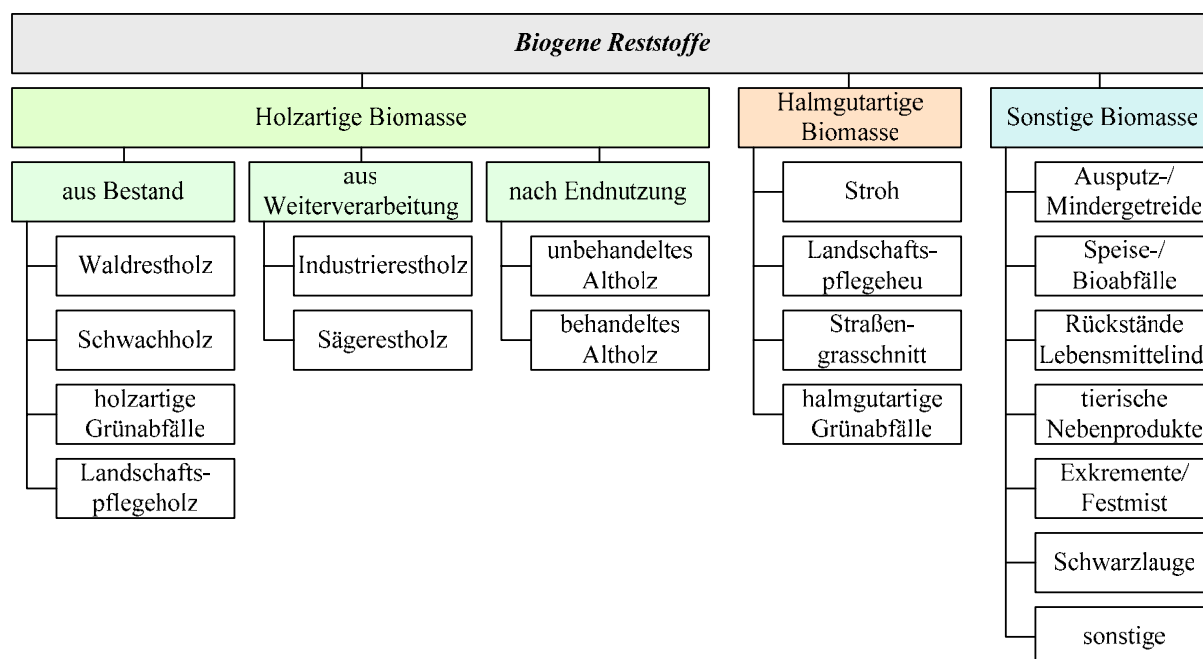 Biogene Reststoffe
Holzartige Biomasse
aus Bestand
Waldrestholz
Schwachholz
holzartige
Grünabfälle
Landschafts-
pflegeholz
aus
Weiterverarbeitung
Industrierestholz
Sägerestholz
nach Endnutzung
unbehandeltes
Altholz
behandeltes
Altholz
Halmgutartige
Biomasse
Stroh
Landschafts-
pflegeheu
Straßen-
grasschnitt
halmgutartige
Grünabfälle
Sonstige Biomasse
Ausputz-/
Mindergetreide
Speise-/
Bioabfälle
Rückstände
Lebensmittelind
tierische
Nebenprodukte
Exkremente/
Festmist
Schwarzlauge
sonstige